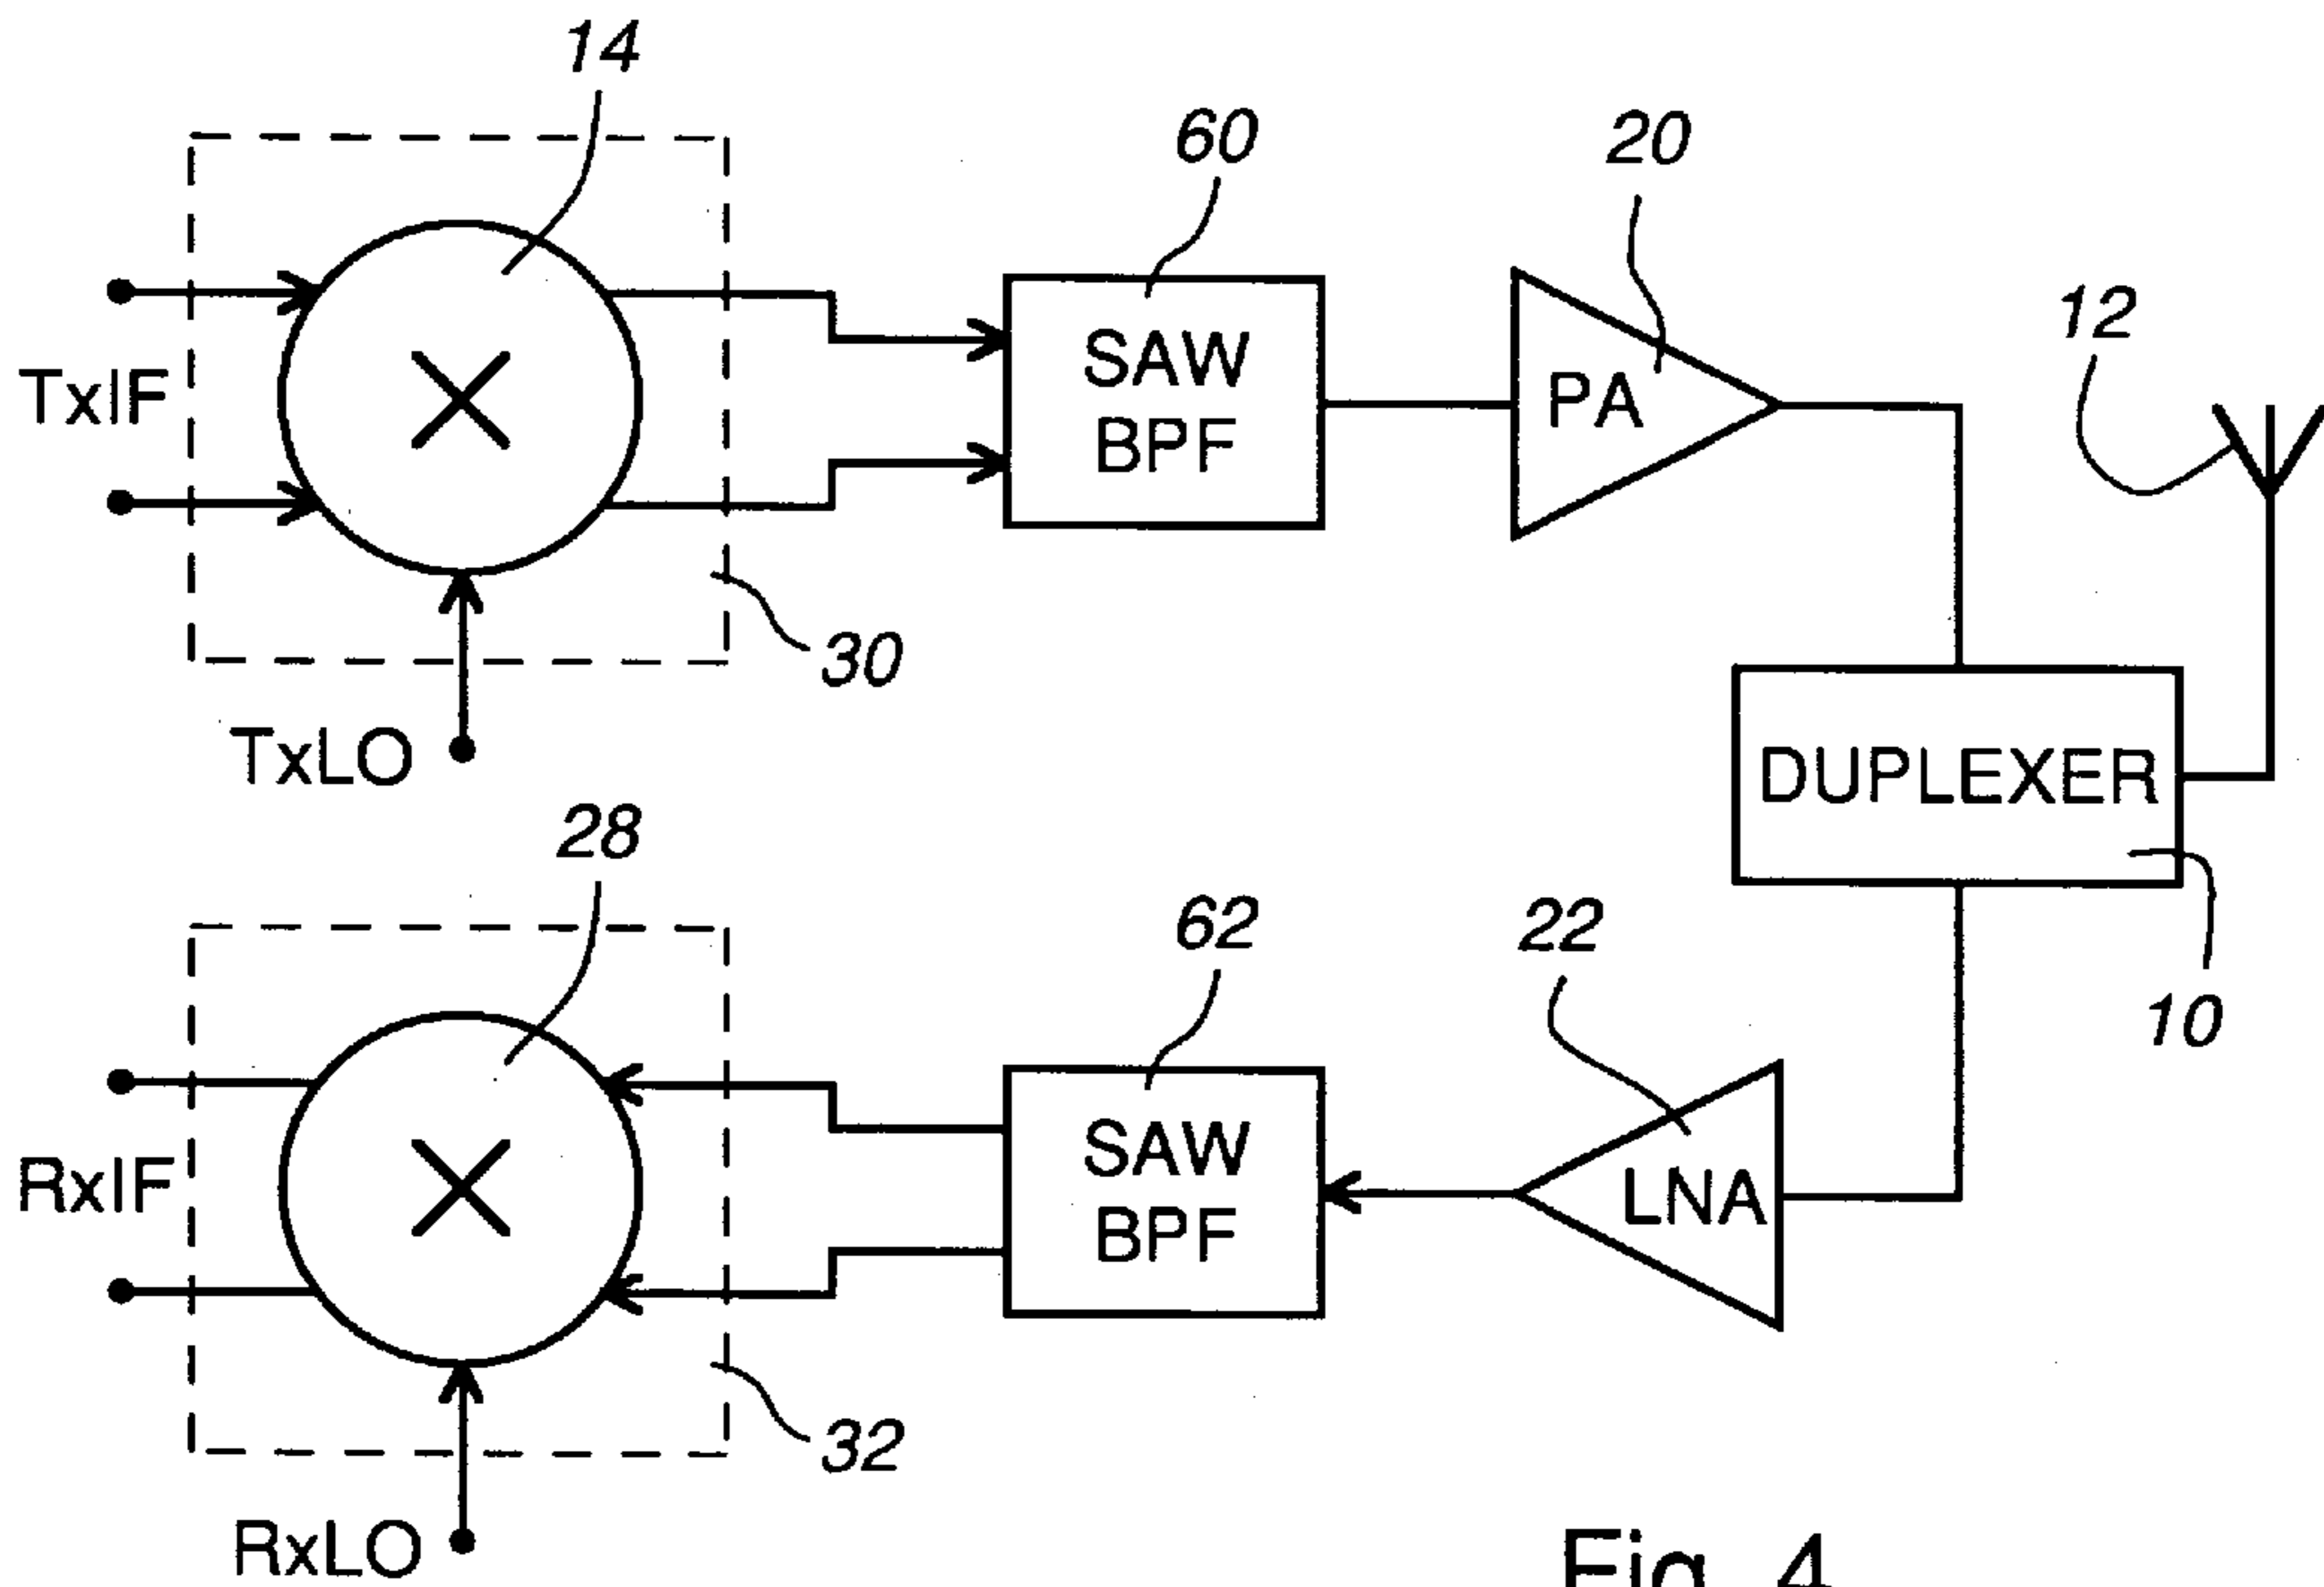 14
60
20
12
TxIF
SAW
BPF
PA
30
TxLO
DUPLEXER
28
62
22
10
RxIF
SAW
BPF
LNA
32
RxLO
Fig. 4